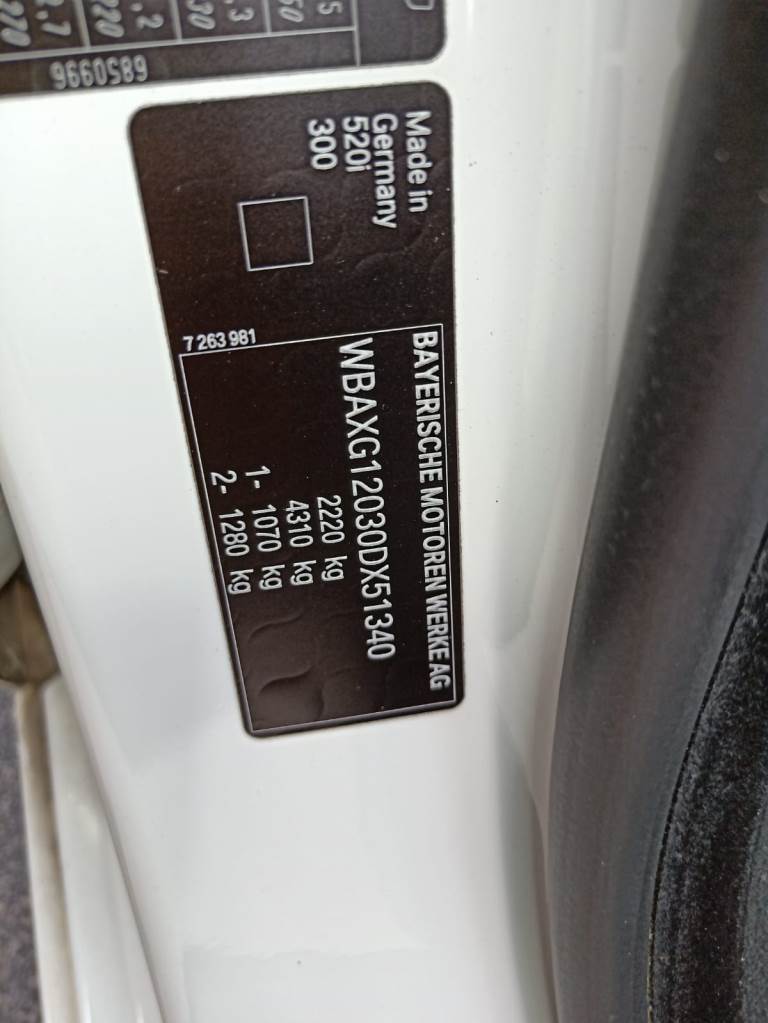 Made in
Germany
520i
300
7 263 981
BAYERISCHE MOTOREN WERKE AG
WBAXG12030DX51340
2220 kg
4310 kg
1- 1070 kg
2- 1280 kg
6850996